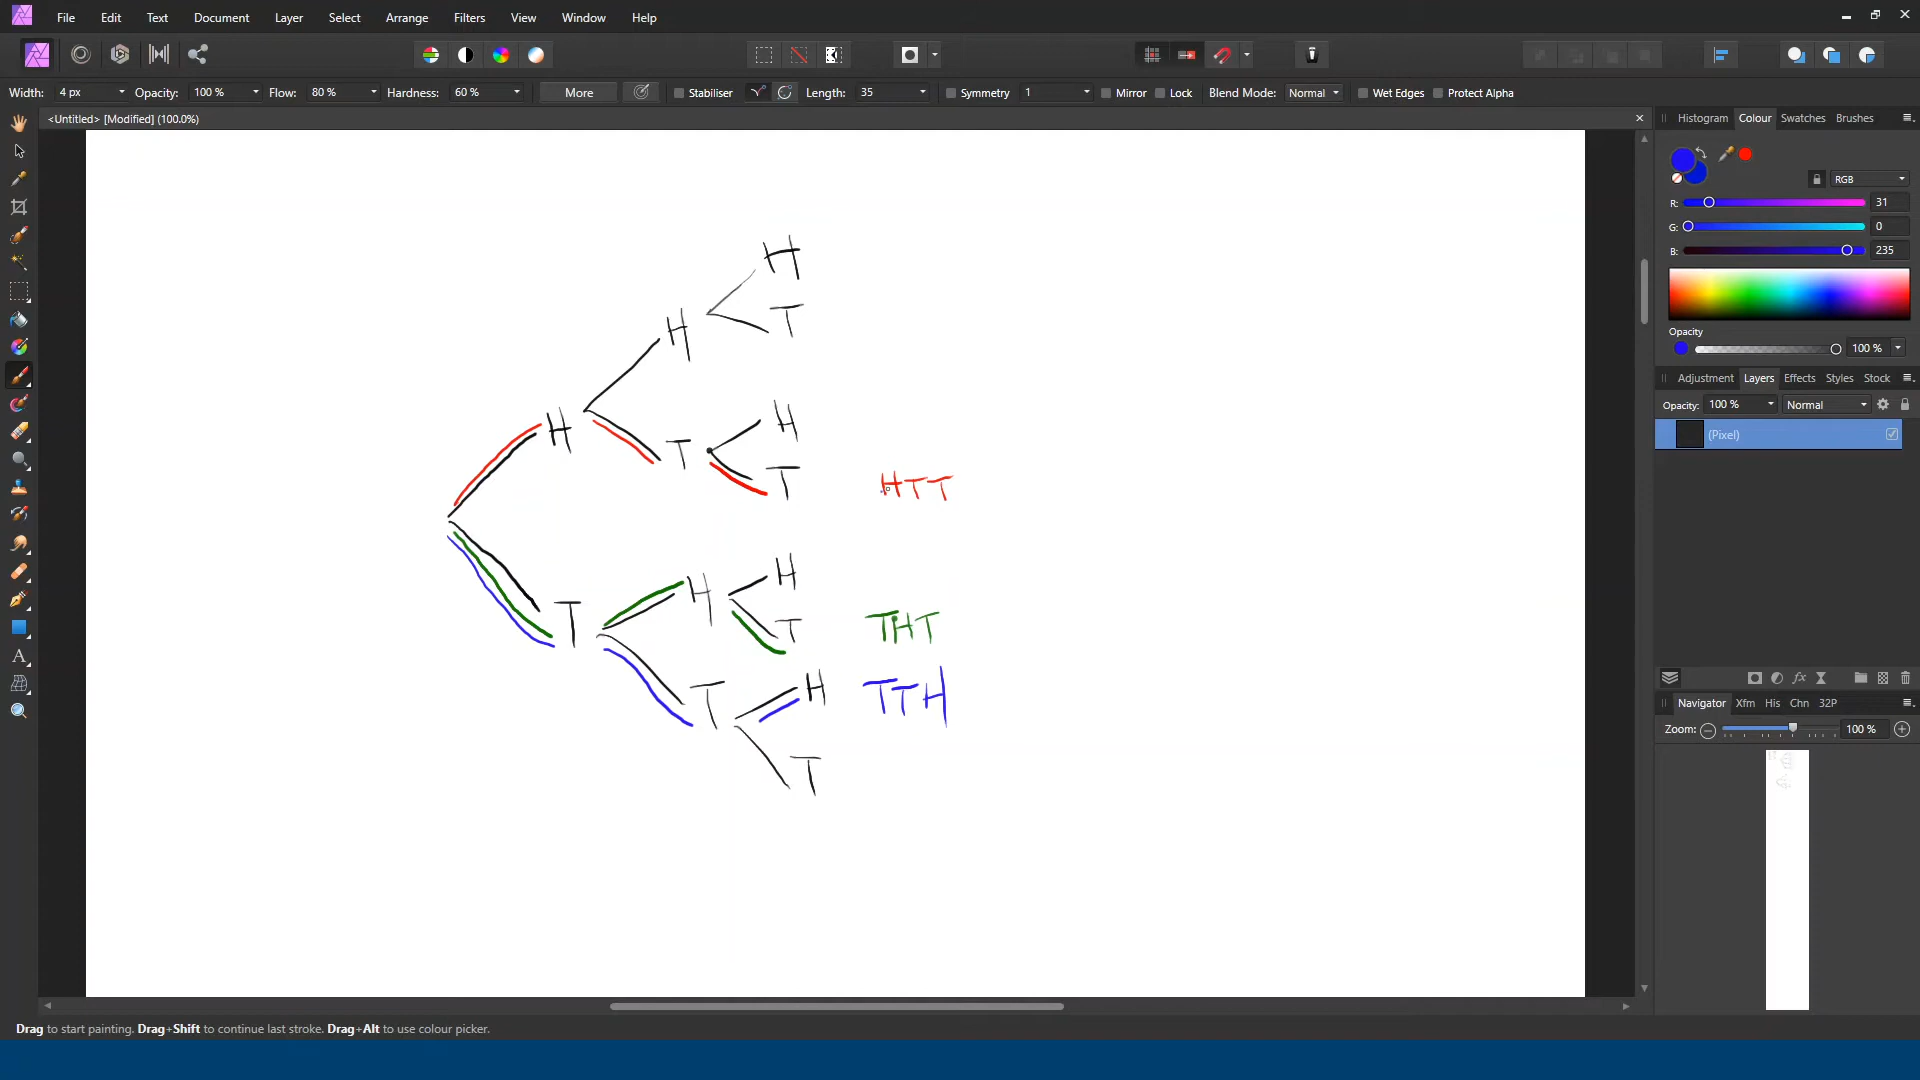 File Edit Text Document Layer Select Arrange Filters View Window Help
Width: 4 px Opacity: 100 % Flow: 80 % Hardness: 60 % More Stabiliser Length: 35 Symmetry 1 Mirror Lock Blend Mode: Normal Wet Edges Protect Alpha
<Untitled> [Modified] (100.0%)
Histogram Colour Swatches Brushes
RGB
R: 31
G: 0
B: 235
Opacity
100 %
Adjustment Layers Effects Styles Stock
Opacity: 100 % Normal
(Pixel)
fx
Navigator Xfm His Chn 32P
Zoom: 100 %
H
H T
H H
T T HTT
H
T H T THT
T H TTH
T
A
Drag to start painting. Drag+Shift to continue last stroke. Drag+Alt to use colour picker.